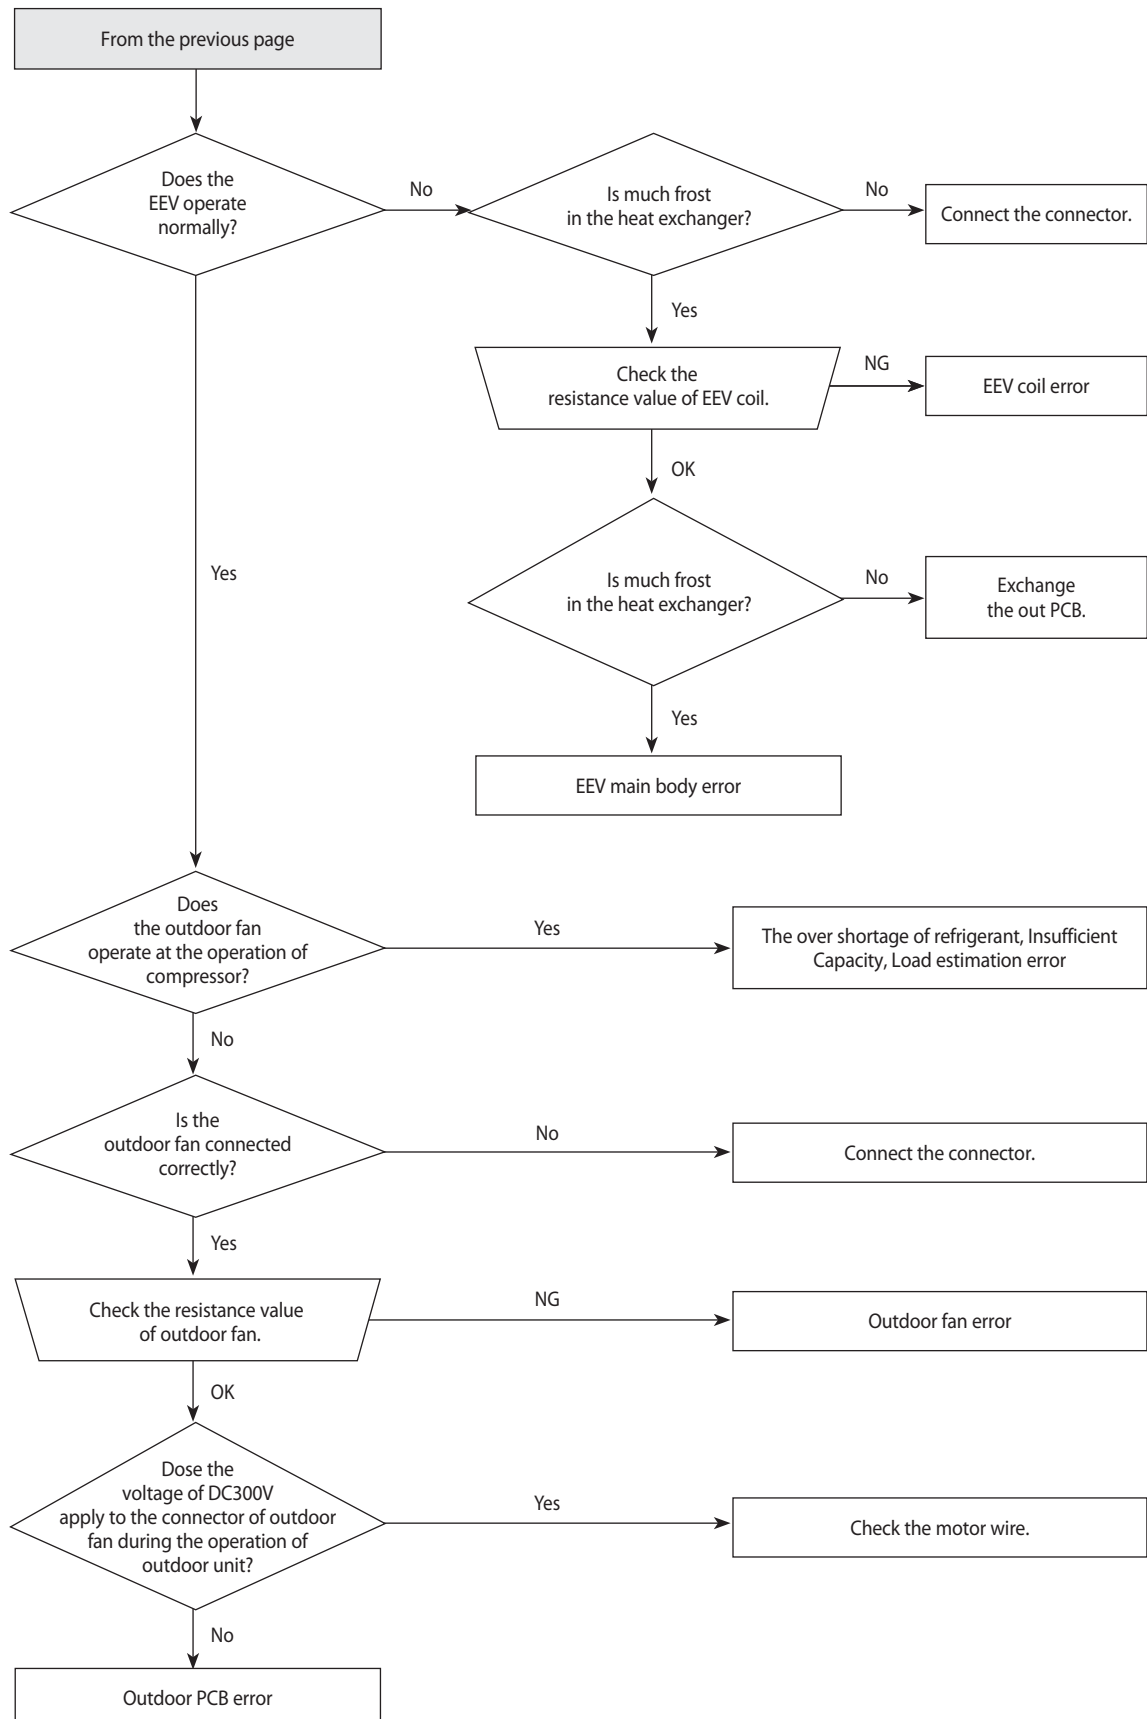 From the previous page
Does the
EEV operate
normally?
No
Is much frost
in the heat exchanger?
No
Connect the connector.
Yes
Check the
resistance value of EEV coil.
NG
EEV coil error
OK
Yes
Is much frost
in the heat exchanger?
No
Exchange
the out PCB.
Yes
EEV main body error
Does
the outdoor fan
operate at the operation of
compressor?
Yes
The over shortage of refrigerant, Insufficient
Capacity, Load estimation error
No
Is the
outdoor fan connected
correctly?
No
Connect the connector.
Yes
Check the resistance value
of outdoor fan.
NG
Outdoor fan error
OK
Dose the
voltage of DC300V
apply to the connector of outdoor
fan during the operation of
outdoor unit?
Yes
Check the motor wire.
No
Outdoor PCB error